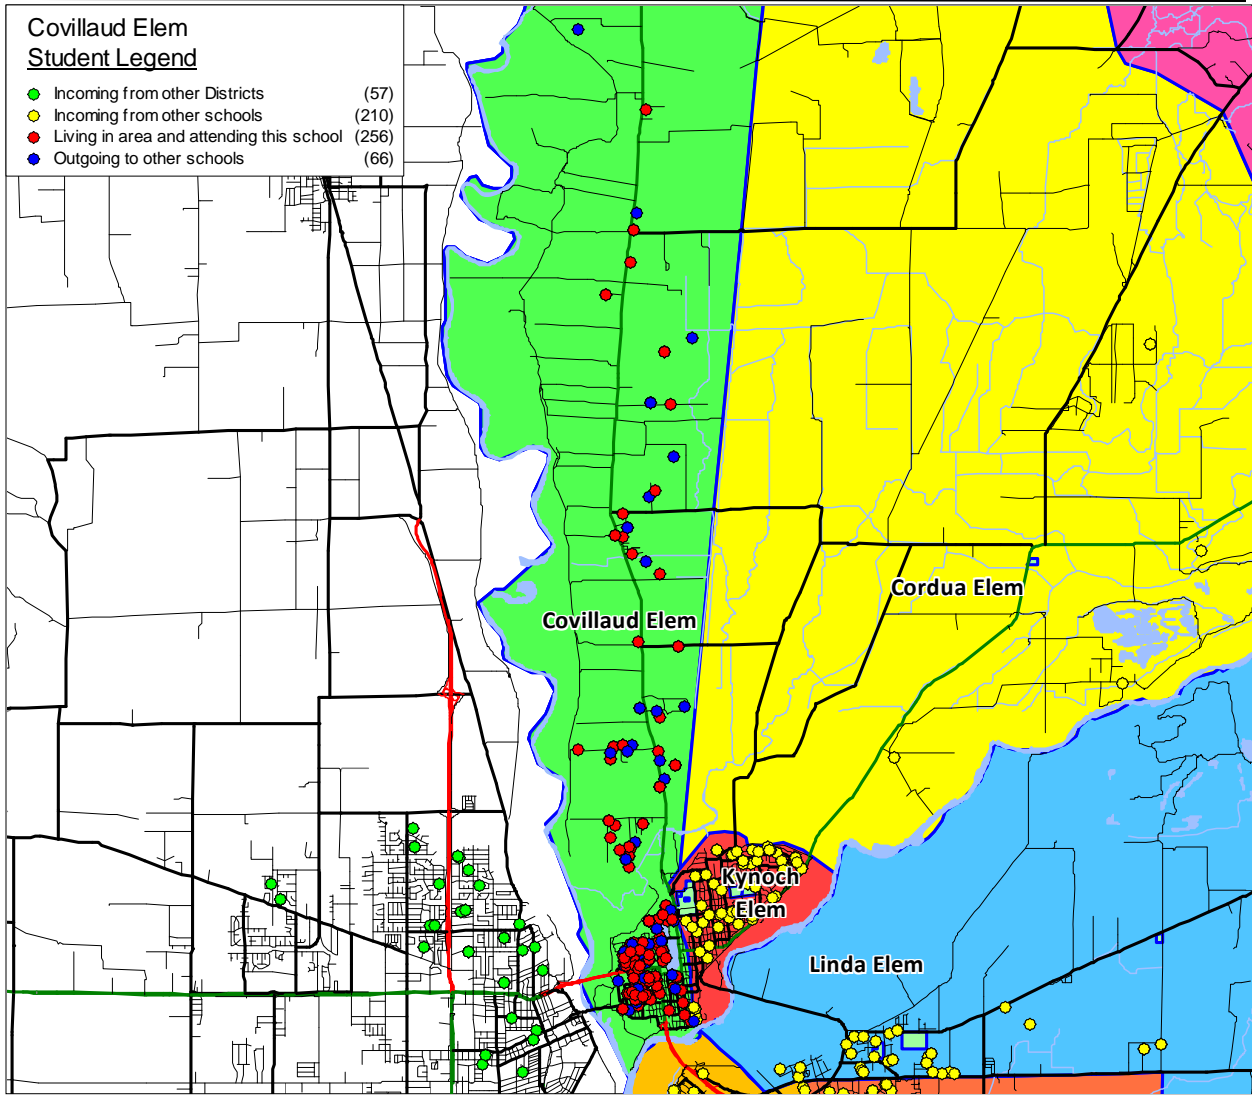 Covillaud Elem
Student Legend
Incoming from other Districts (57)
Incoming from other schools (210)
Living in area and attending this school (256)
Outgoing to other schools (66)
Cordua Elem
Covillaud Elem
Kynoch
Elem
Linda Elem